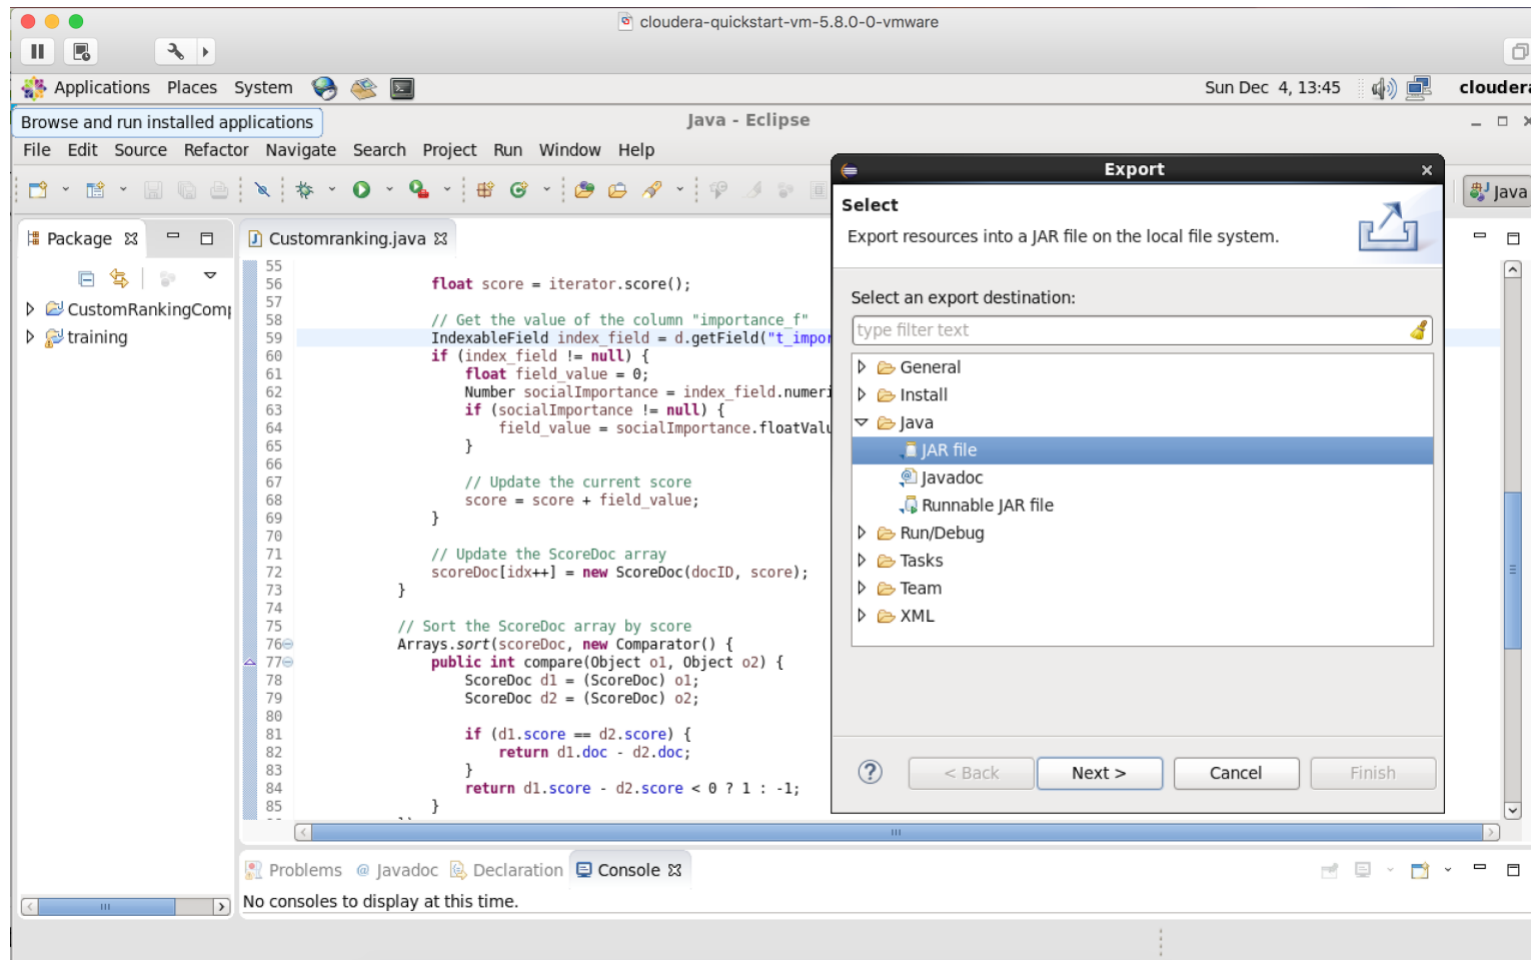 cloudera-quickstart-vm-5.8.0-0-vmware
Applications Places System
Sun Dec 4, 13:45
cloudera
Browse and run installed applications
Java - Eclipse
File Edit Source Refactor Navigate Search Project Run Window Help
Java
Package
Customranking.java
CustomRankingComp
training
55
56 float score = iterator.score();
57
58 // Get the value of the column "importance_f"
59 IndexableField index_field = d.getField("t_impor
60 if (index_field != null) {
61 float field_value = 0;
62 Number socialImportance = index_field.numeri
63 if (socialImportance != null) {
64 field_value = socialImportance.floatValu
65 }
66
67 // Update the current score
68 score = score + field_value;
69 }
70
71 // Update the ScoreDoc array
72 scoreDoc[idx++] = new ScoreDoc(docID, score);
73 }
74
75 // Sort the ScoreDoc array by score
76 Arrays.sort(scoreDoc, new Comparator() {
77 public int compare(Object o1, Object o2) {
78 ScoreDoc d1 = (ScoreDoc) o1;
79 ScoreDoc d2 = (ScoreDoc) o2;
80
81 if (d1.score == d2.score) {
82 return d1.doc - d2.doc;
83 }
84 return d1.score - d2.score < 0 ? 1 : -1;
85 }
Export
Select
Export resources into a JAR file on the local file system.
Select an export destination:
type filter text
General
Install
Java
JAR file
Javadoc
Runnable JAR file
Run/Debug
Tasks
Team
XML
< Back Next > Cancel Finish
Problems @ Javadoc Declaration Console
No consoles to display at this time.